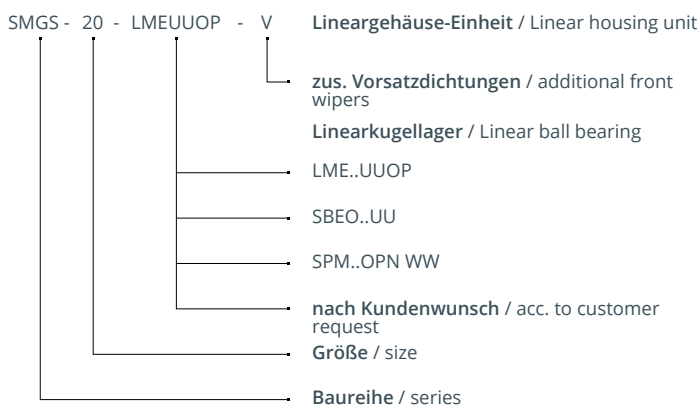 SMGS - 20 - LMEUUOP - V Lineargehäuse-Einheit / Linear housing unit
zus. Vorsatzdichtungen / additional front
wipers
Linearkugellager / Linear ball bearing
LME..UUOP
SBEO..UU
SPM..OPN WW
nach Kundenwunsch / acc. to customer
request
Größe / size
Baureihe / series